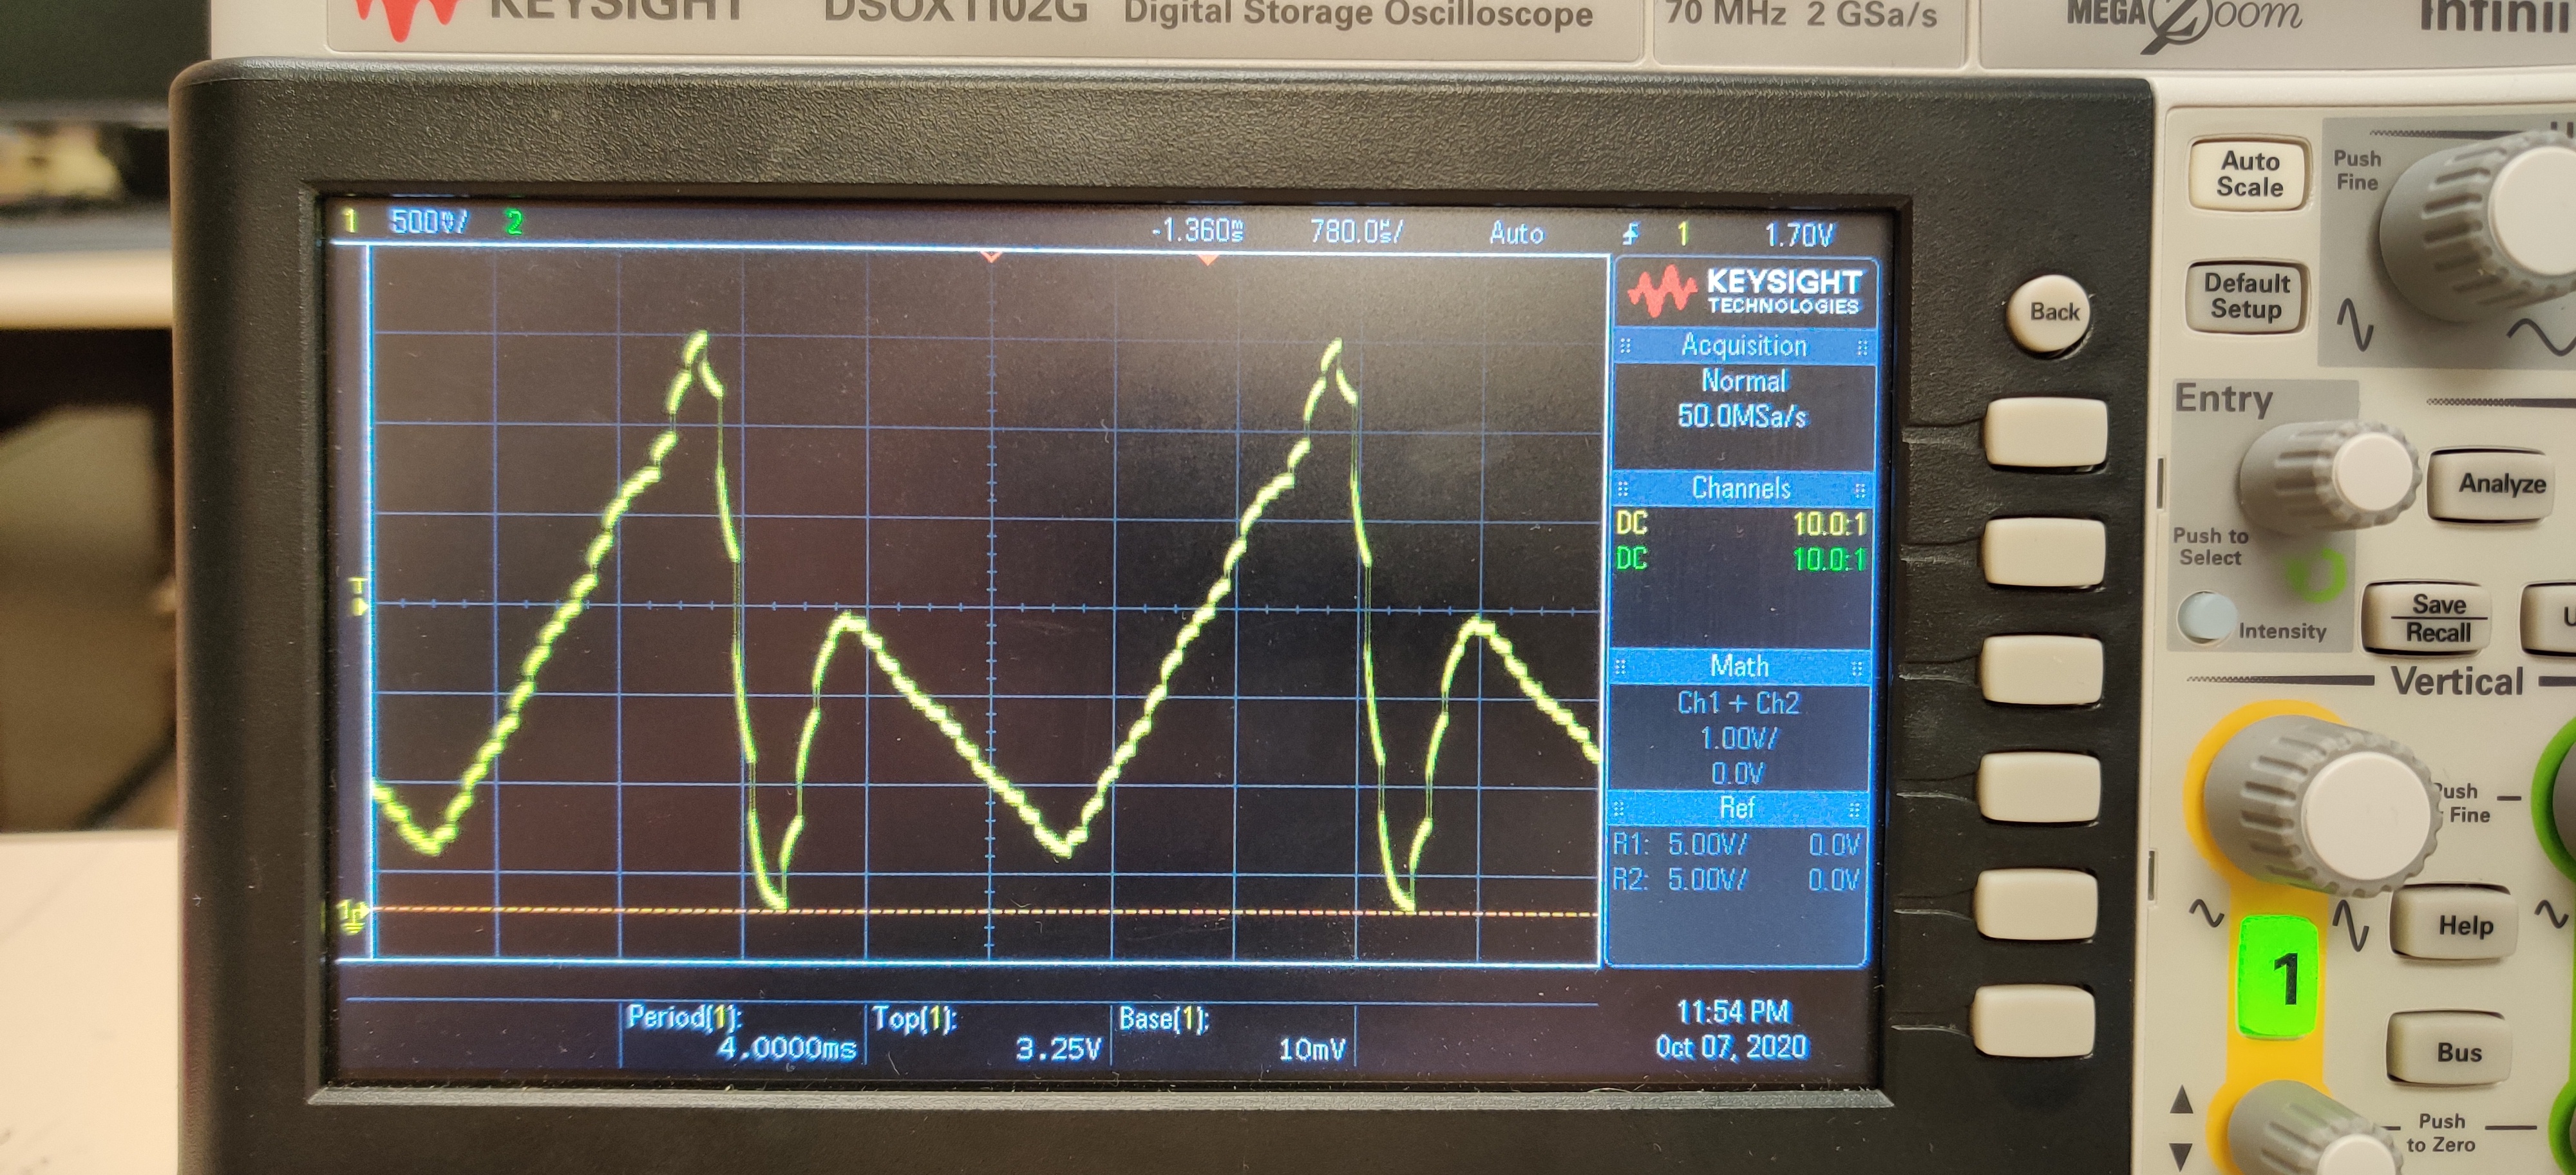 KEYSIGHT DSOX1102G Digital Storage Oscilloscope 70 MHz 2 GSa/s MEGA Zoom
1 500mV/ 2 -1.360ms 780.0µs/ Auto 1 1.70V
KEYSIGHT
TECHNOLOGIES
Acquisition
Normal
50.0MSa/s
Channels
DC 10.0:1
DC 10.0:1
Math
Ch1 + Ch2
1.00V/
0.0V
Ref
R1: 5.00V/ 0.0V
R2: 5.00V/ 0.0V
T
1
Period(1): Top(1): Base(1):
4.0000ms 3.25V 10mV
11:54 PM
Oct 07, 2020
Back
Auto
Scale
Push
Fine
Default
Setup
Entry
Analyze
Push to
Select
Intensity
Save
Recall
Vertical
Push
Fine
Help
1
Bus
Push
to Zero